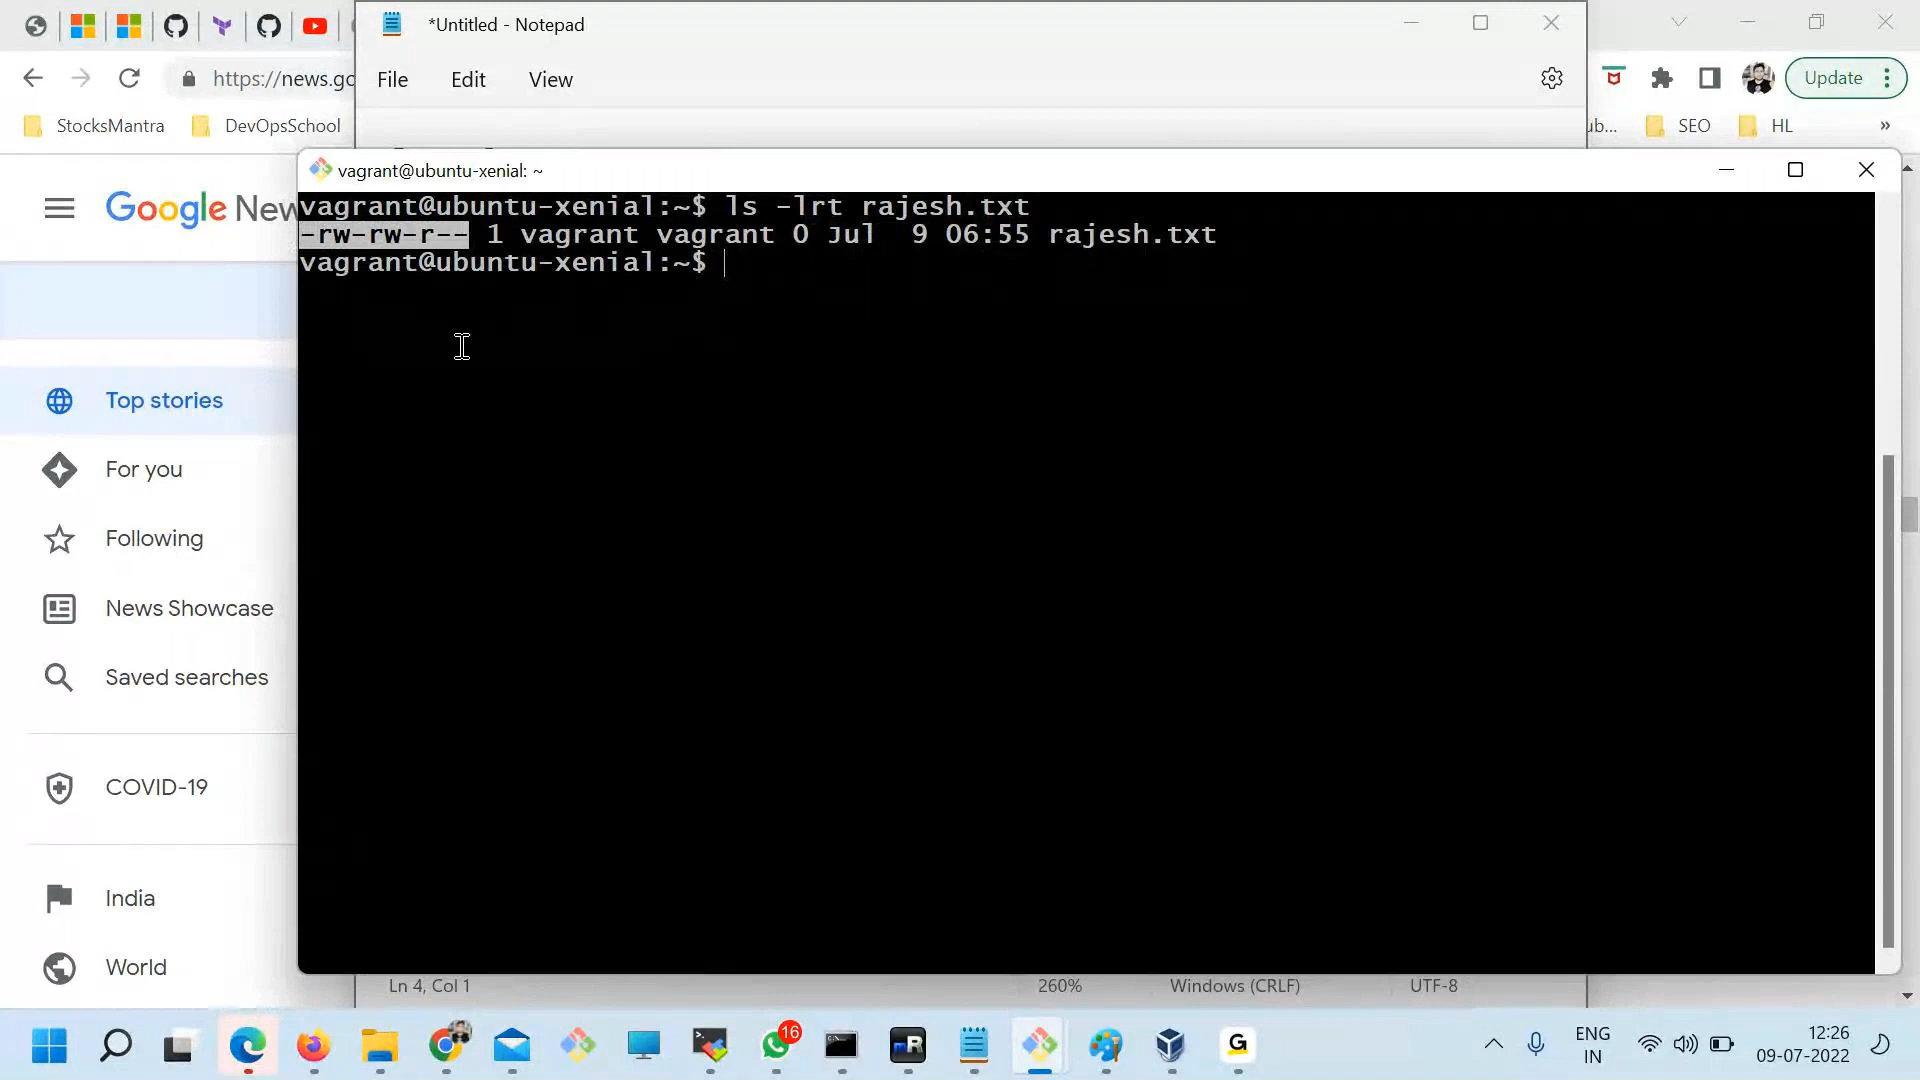 *Untitled - Notepad
File Edit View
https://news.go
Update
StocksMantra DevOpsSchool
SEO HL »
Google New
Top stories
For you
Following
News Showcase
Saved searches
COVID-19
India
World
vagrant@ubuntu-xenial: ~
vagrant@ubuntu-xenial:~$ ls -lrt rajesh.txt
-rw-rw-r-- 1 vagrant vagrant 0 Jul  9 06:55 rajesh.txt
vagrant@ubuntu-xenial:~$
Ln 4, Col 1 260% Windows (CRLF) UTF-8
16
ENG
IN
12:26
09-07-2022